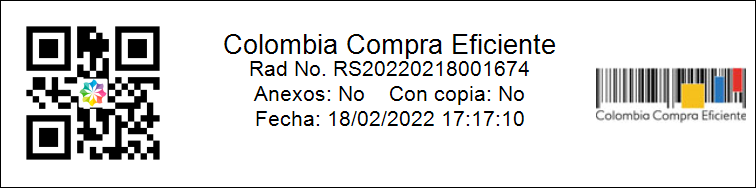 Colombia Compra Eficiente
Rad No. RS20220218001674
Anexos: No    Con copia: No
Fecha: 18/02/2022 17:17:10
Colombia Compra Eficiente